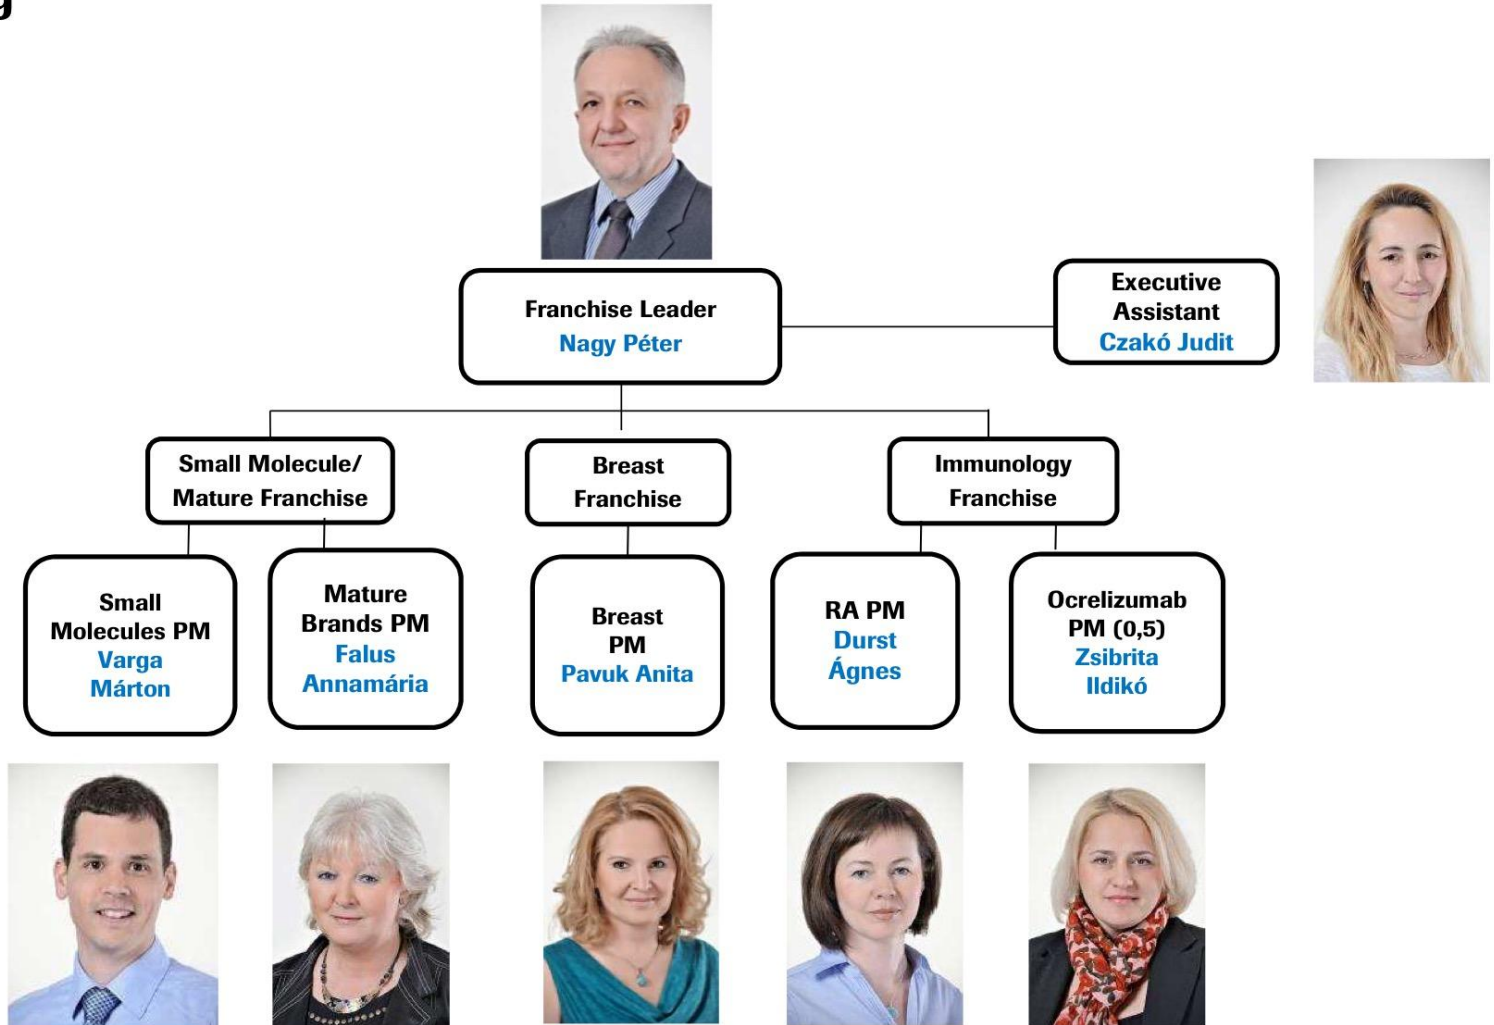 g
Franchise Leader
Nagy Péter
Executive
Assistant
Czakó Judit
Small Molecule/
Mature Franchise
Breast
Franchise
Immunology
Franchise
Small
Molecules PM
Varga
Márton
Mature
Brands PM
Falus
Annamária
Breast
PM
Pavuk Anita
RA PM
Durst
Ágnes
Ocrelizumab
PM (0,5)
Zsibrita
Ildikó